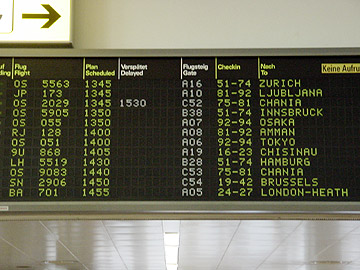 uf Flug Plan Verspätet Flugsteig Checkin Nach Keine Aufru
ding Flight Scheduled Delayed Gate To
OS 5563 1345 A16 51-74 ZURICH
JP 173 1345 A10 81-92 LJUBLJANA
OS 2029 1345 1530 C52 75-81 CHANIA
OS 5905 1350 B38 51-74 INNSBRUCK
OS 055 1350 A07 92-94 OSAKA
RJ 128 1400 A08 81-92 AMMAN
OS 051 1400 A06 92-94 TOKYO
9U 868 1405 A19 16-23 CHISINAU
LH 5519 1430 B28 51-74 HAMBURG
OS 9083 1440 C53 75-81 CHANIA
SN 2906 1450 C54 19-42 BRUSSELS
BA 701 1455 A05 24-27 LONDON-HEATH